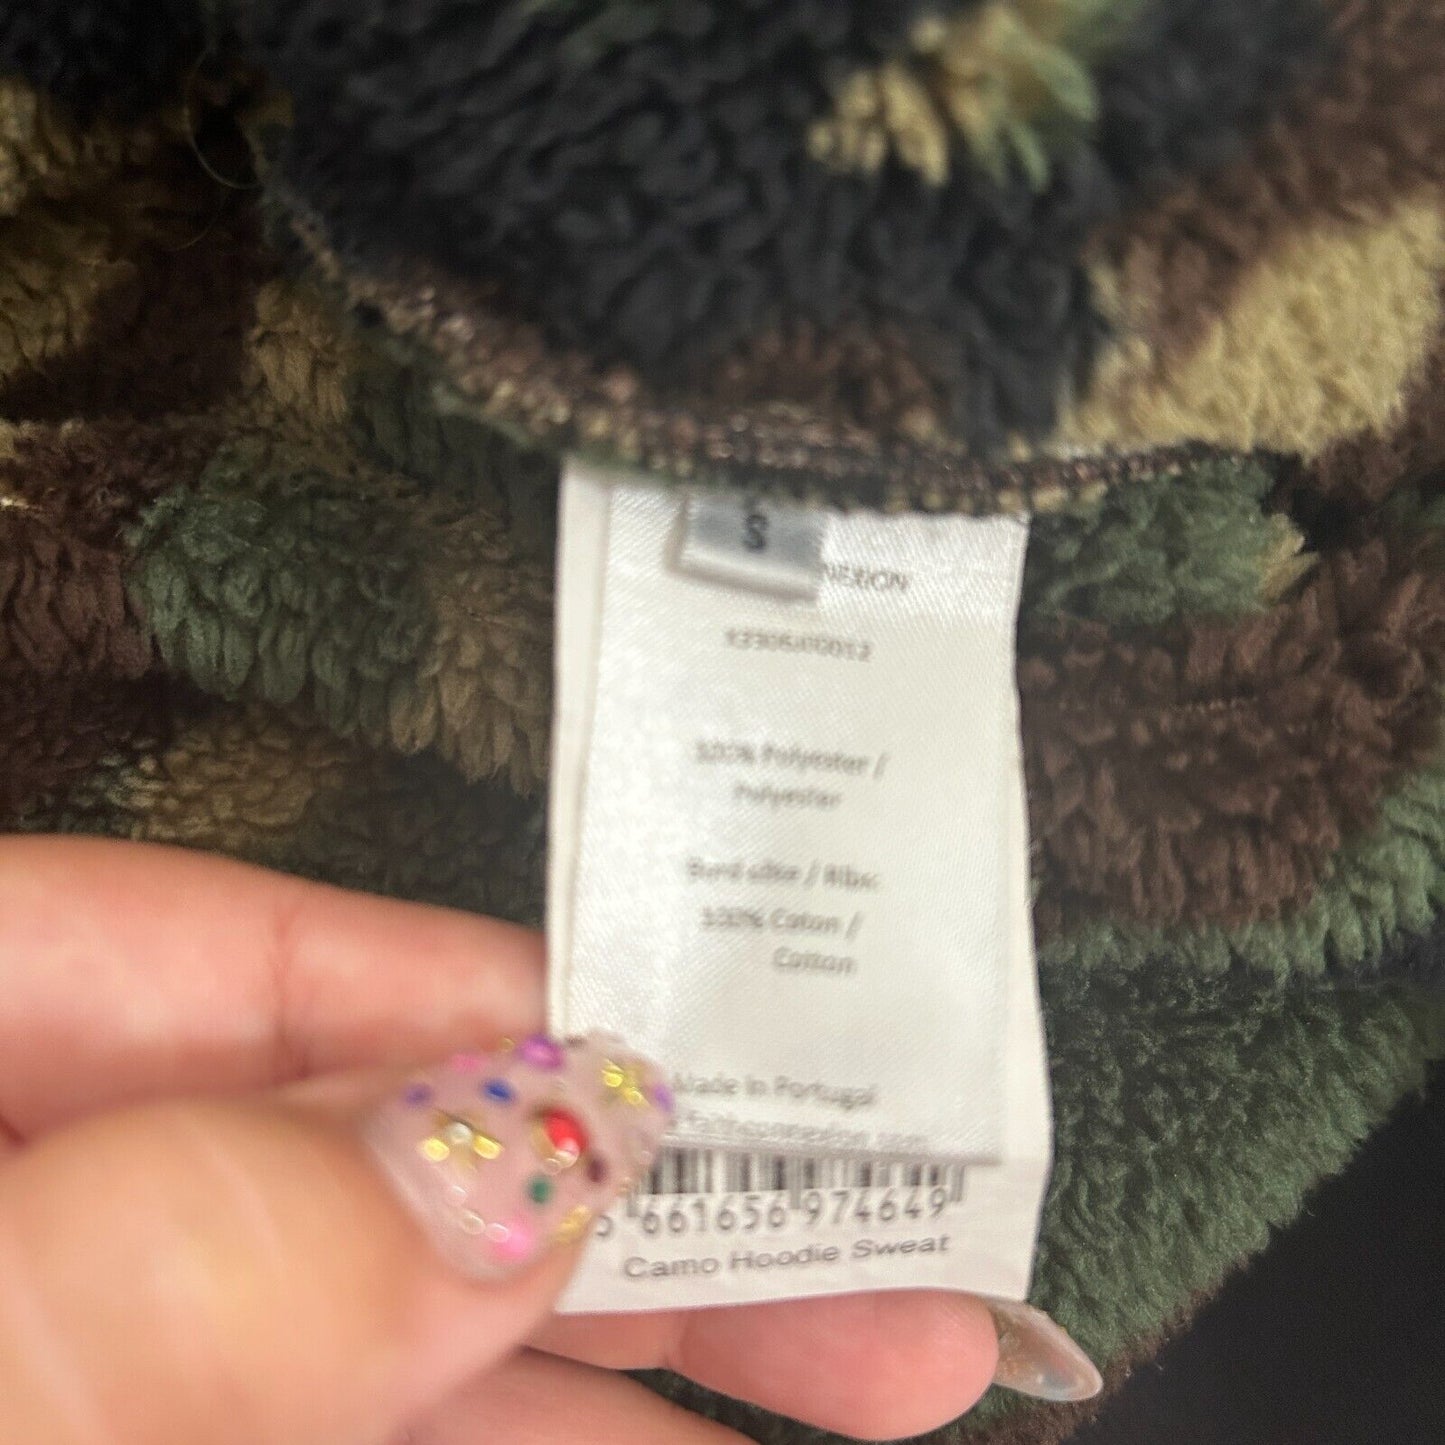 S
100% Polyester /
Polyester
Bord côte / Ribs:
100% Coton /
Cotton
Made In Portugal
661656 974649
Camo Hoodie Sweat